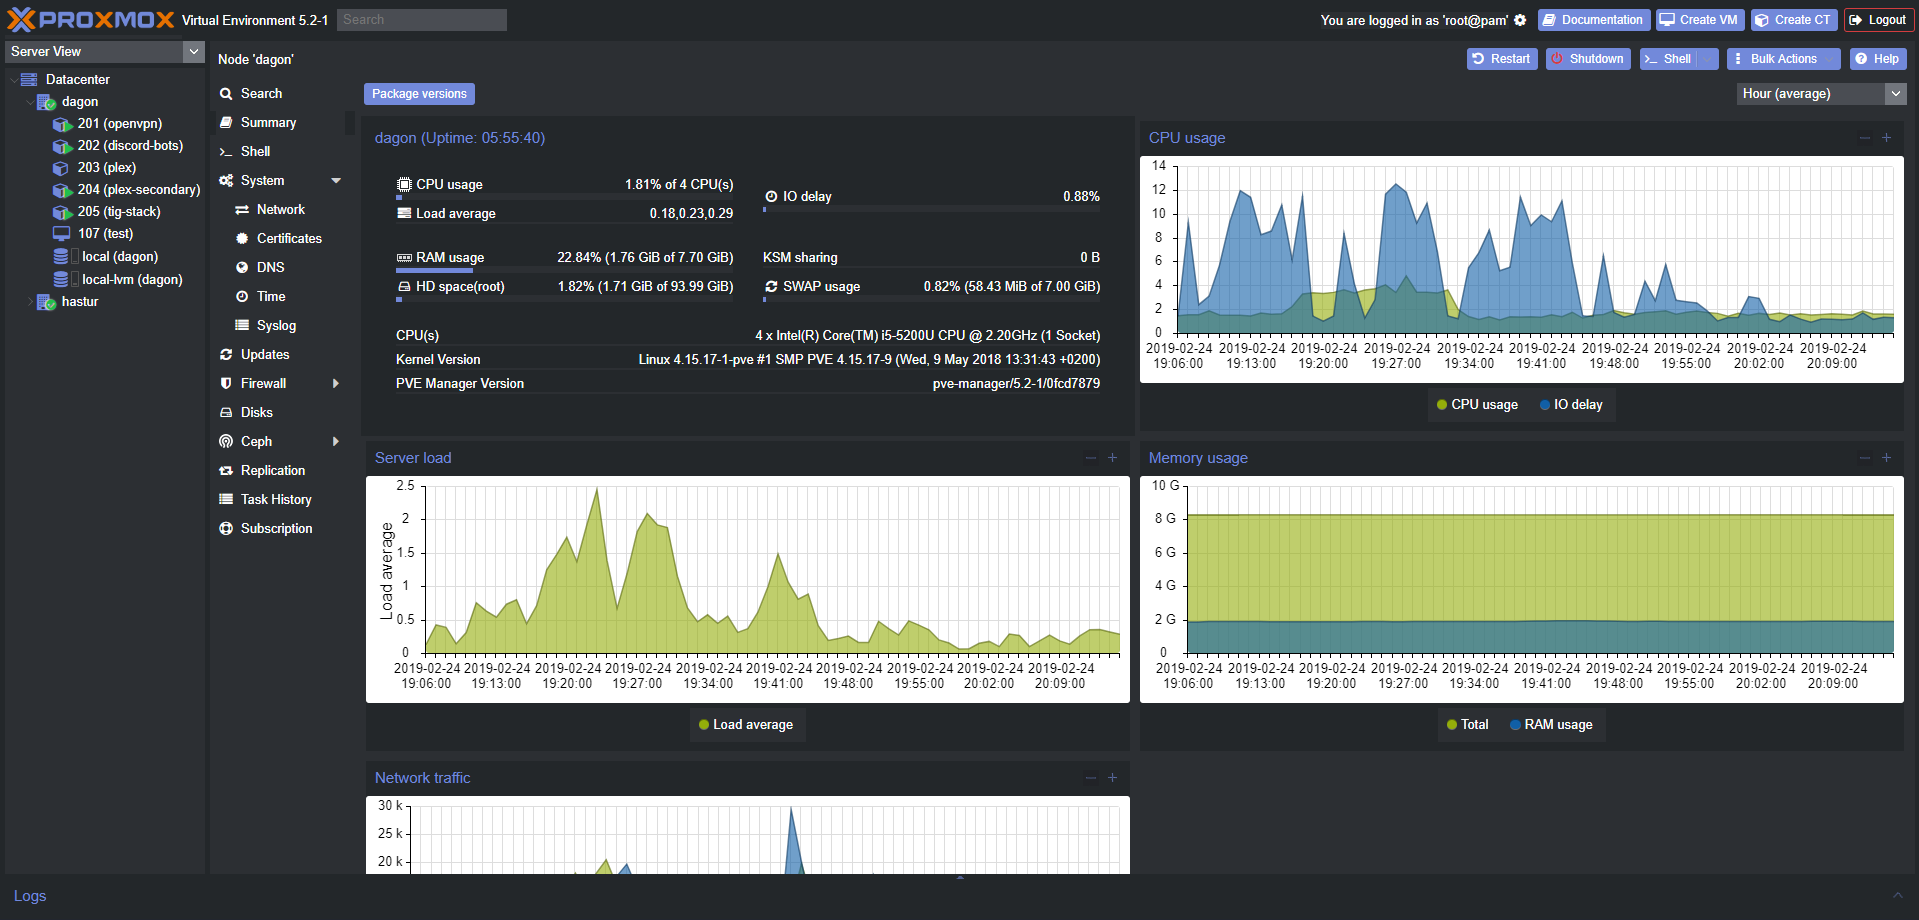 PROXMOX Virtual Environment 5.2-1 Search You are logged in as 'root@pam' Documentation Create VM Create CT Logout
Server View
Datacenter
dagon
201 (openvpn)
202 (discord-bots)
203 (plex)
204 (plex-secondary)
205 (tig-stack)
107 (test)
local (dagon)
local-lvm (dagon)
hastur
Node 'dagon' Restart Shutdown Shell Bulk Actions Help
Search
Summary
Shell
System
Network
Certificates
DNS
Time
Syslog
Updates
Firewall
Disks
Ceph
Replication
Task History
Subscription
Package versions Hour (average)
dagon (Uptime: 05:55:40)
CPU usage 1.81% of 4 CPU(s)
IO delay 0.88%
Load average 0.18,0.23,0.29
RAM usage 22.84% (1.76 GiB of 7.70 GiB) KSM sharing 0 B
HD space(root) 1.82% (1.71 GiB of 93.99 GiB) SWAP usage 0.82% (58.43 MiB of 7.00 GiB)
CPU(s) 4 x Intel(R) Core(TM) i5-5200U CPU @ 2.20GHz (1 Socket)
Kernel Version Linux 4.15.17-1-pve #1 SMP PVE 4.15.17-9 (Wed, 9 May 2018 13:31:43 +0200)
PVE Manager Version pve-manager/5.2-1/0fcd7879
CPU usage
14
12
10
8
6
4
2
0
2019-02-24 2019-02-24 2019-02-24 2019-02-24 2019-02-24 2019-02-24 2019-02-24 2019-02-24 2019-02-24 2019-02-24
19:06:00 19:13:00 19:20:00 19:27:00 19:34:00 19:41:00 19:48:00 19:55:00 20:02:00 20:09:00
CPU usage IO delay
Server load
Load average
2.5
2
1.5
1
0.5
0
2019-02-24 2019-02-24 2019-02-24 2019-02-24 2019-02-24 2019-02-24 2019-02-24 2019-02-24 2019-02-24 2019-02-24
19:06:00 19:13:00 19:20:00 19:27:00 19:34:00 19:41:00 19:48:00 19:55:00 20:02:00 20:09:00
Load average
Memory usage
10 G
8 G
6 G
4 G
2 G
0
2019-02-24 2019-02-24 2019-02-24 2019-02-24 2019-02-24 2019-02-24 2019-02-24 2019-02-24 2019-02-24 2019-02-24
19:06:00 19:13:00 19:20:00 19:27:00 19:34:00 19:41:00 19:48:00 19:55:00 20:02:00 20:09:00
Total RAM usage
Network traffic
30 k
25 k
20 k
Logs